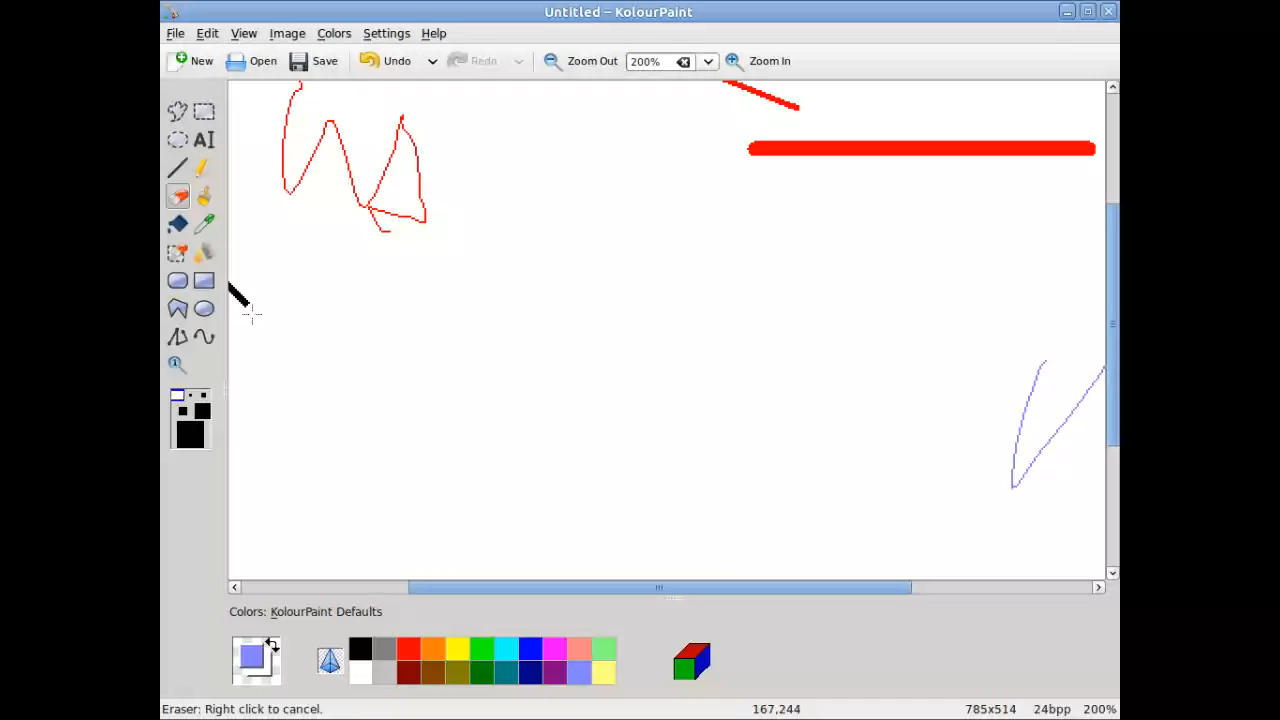 Untitled – KolourPaint
File Edit View Image Colors Settings Help
New Open Save Undo Redo Zoom Out 200% Zoom In
AI
Colors: KolourPaint Defaults
Eraser: Right click to cancel. 167,244 785x514 24bpp 200%